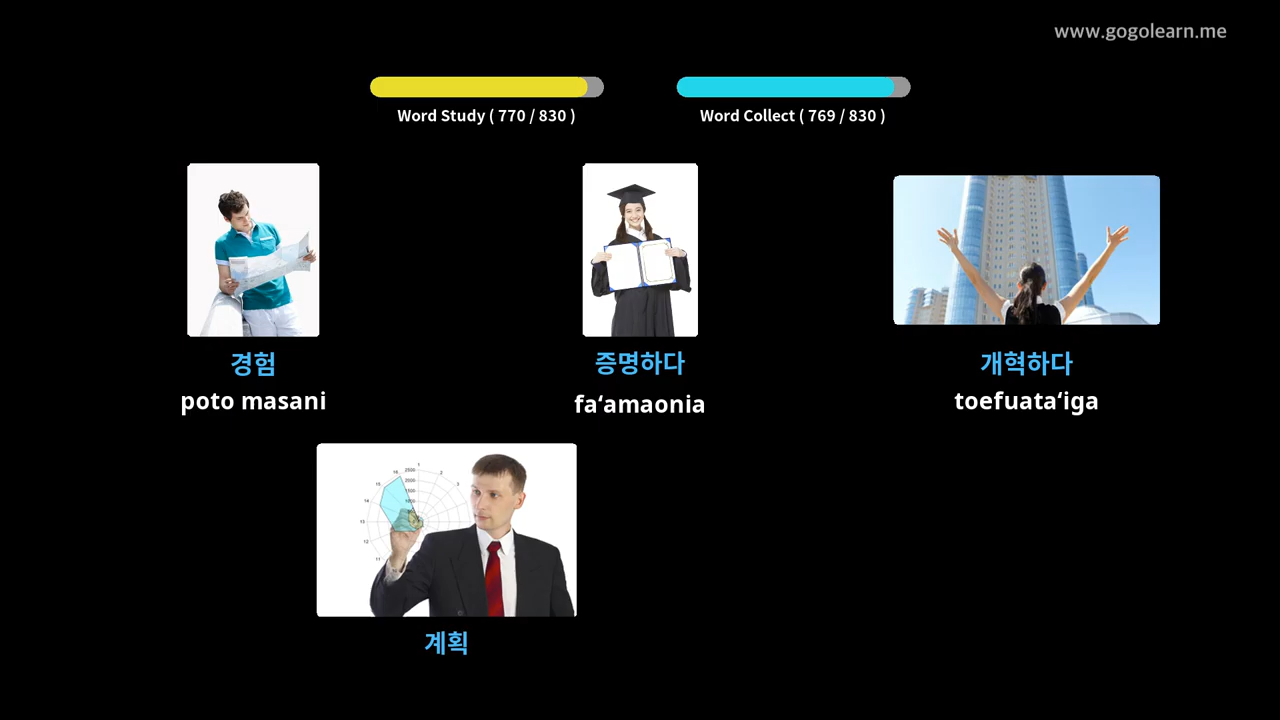 www.gogolearn.me
Word Study ( 770 / 830 )
Word Collect ( 769 / 830 )
경험
poto masani
증명하다
fa‘amaonia
개혁하다
toefuata‘iga
계획